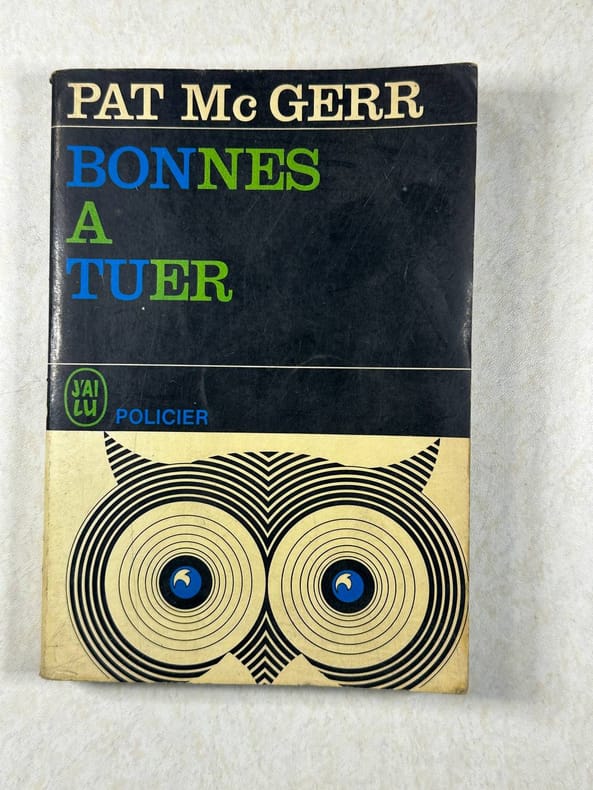 PAT Mc GERR
BONNES
A
TUER
J'AI
LU
POLICIER